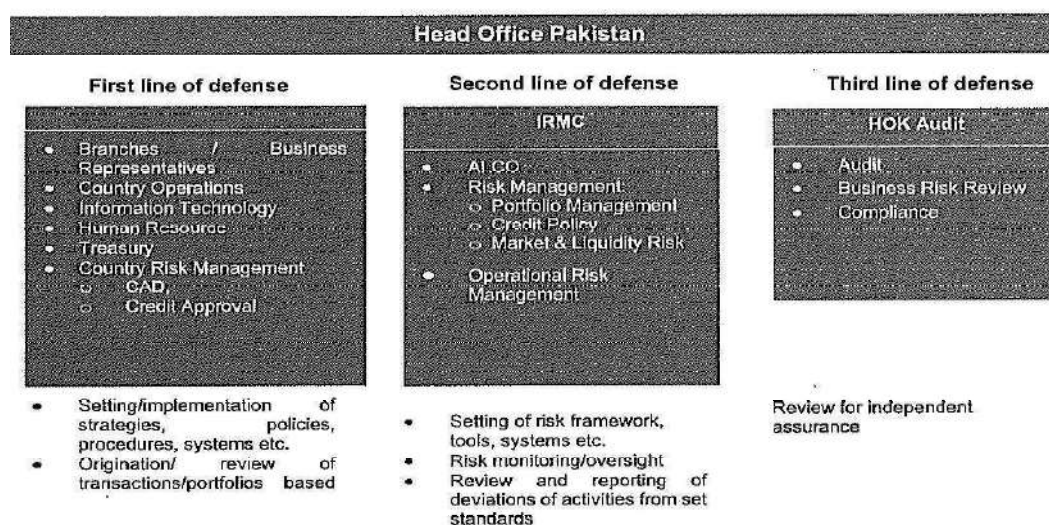 Head Office Pakistan
First line of defense
• Branches / Business
Representatives
• Country Operations
• Information Technology
• Human Resource
• Treasury
• Country Risk Management
o CAD,
o Credit Approval
• Setting/implementation of
strategies, policies,
procedures, systems etc.
• Origination/ review of
transactions/portfolios based
Second line of defense
IRMC
• ALCO
• Risk Management:
o Portfolio Management
o Credit Policy
o Market & Liquidity Risk
• Operational Risk
Management
• Setting of risk framework,
tools, systems etc.
• Risk monitoring/oversight
• Review and reporting of
deviations of activities from set
standards
Third line of defense
HOK Audit
• Audit
• Business Risk Review
• Compliance
Review for independent
assurance